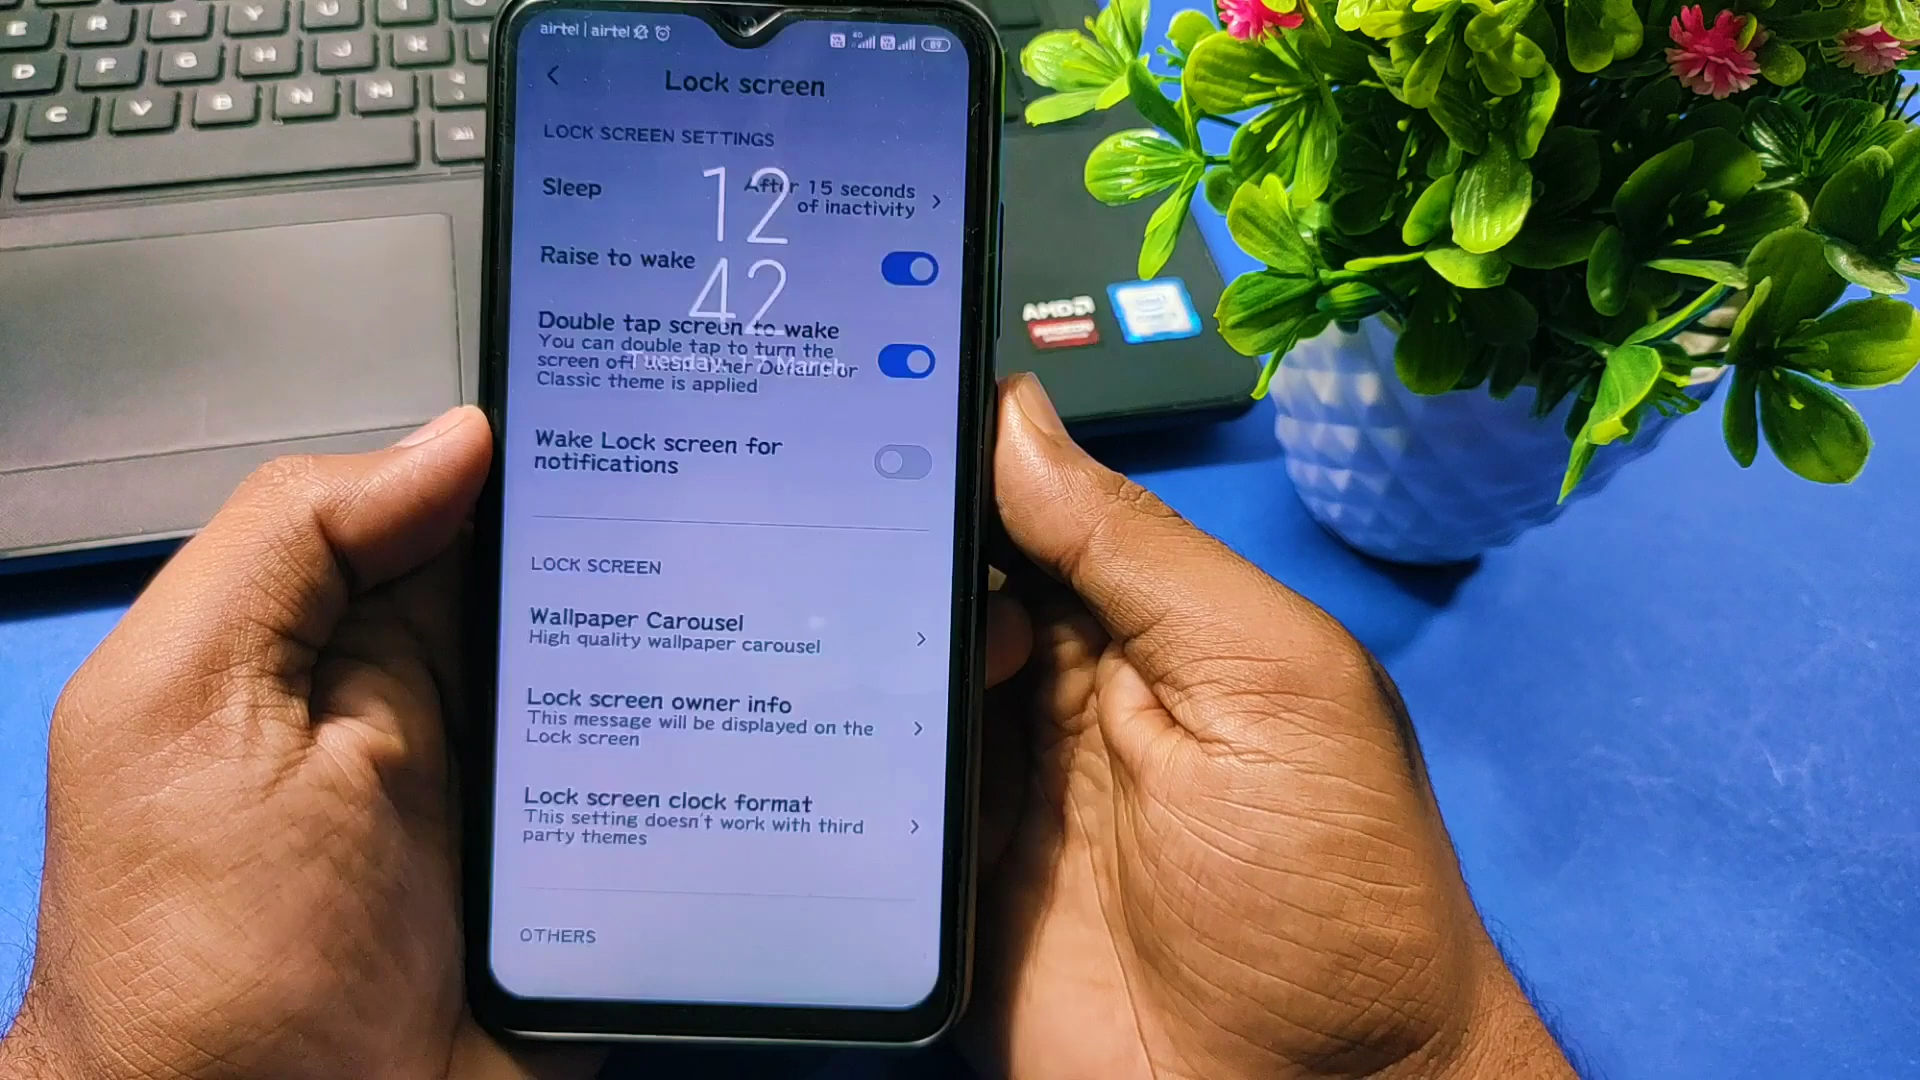 airtel | airtel
89
Lock screen
LOCK SCREEN SETTINGS
Sleep
After 15 seconds
of inactivity
12
42
Tuesday, 17 March
Raise to wake
Double tap screen to wake
You can double tap to turn the
screen off
Classic theme is applied
Wake Lock screen for
notifications
LOCK SCREEN
Wallpaper Carousel
High quality wallpaper carousel
Lock screen owner info
This message will be displayed on the
Lock screen
Lock screen clock format
This setting doesn't work with third
party themes
OTHERS
E
R
D
F
G
H
J
C
V
B
N
M
AMD